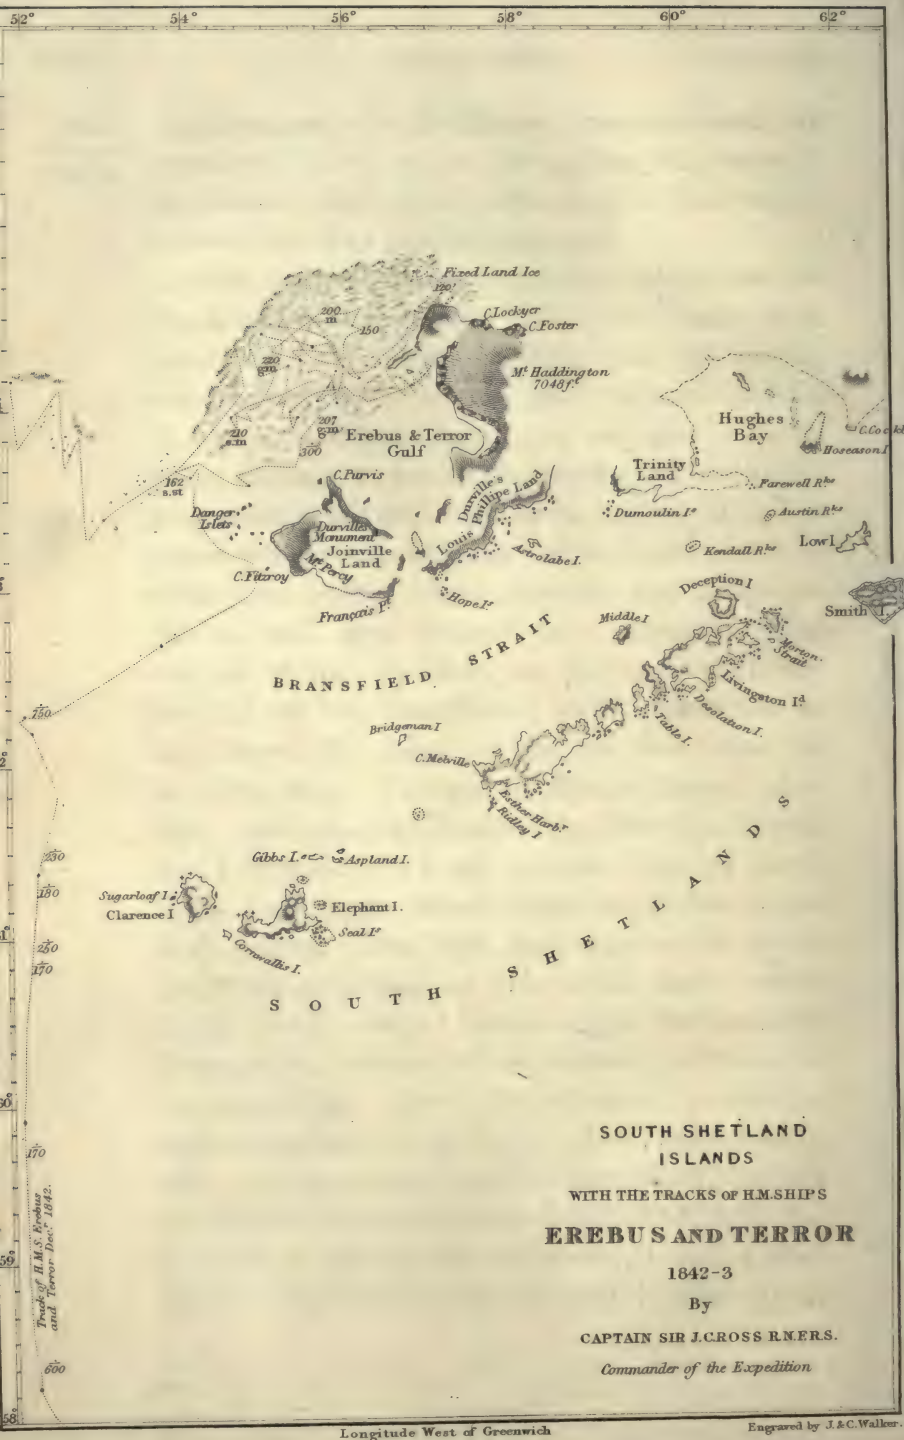 52° 54° 56° 58° 60° 62°
Fixed Land Ice
120
C. Lockyer
C. Foster
200
m
150
220
g.m
Mt. Haddington
7048 ft.
207
g.m
300
210
s.m
162
s.st
Erebus & Terror
Gulf
Hughes
Bay
Hoseason I
Trinity
Land
Farewell Rks
Dumoulin Is
Austin Rks
Kendall Rks
Low I
C. Purvis
Danger
Islets
Durville's
Monument
Joinville
Land
Mt. Percy
C. Fitzroy
Français Pt.
Durville's
Louis Phillipe Land
Astrolabe I.
Hope Is
Deception I
Smith I.
Middle I
Morton
Strait
Livingston Id.
Desolation I.
Table I.
BRANSFIELD STRAIT
Bridgeman I
C. Melville
Esther Harbr.
Ridley I
750
230
180
250
170
Gibbs I.
Aspland I.
Sugarloaf I
Clarence I
Elephant I.
Seal Is
Cornwallis I.
SOUTH SHETLANDS
170
Track of H.M.S. Erebus
and Terror Decr. 1842.
600
59°
58°
SOUTH SHETLAND
ISLANDS
WITH THE TRACKS OF H.M. SHIPS
EREBUS AND TERROR
1842-3
By
CAPTAIN SIR J.C.ROSS R.N.F.R.S.
Commander of the Expedition
Longitude West of Greenwich
Engraved by J. & C. Walker.